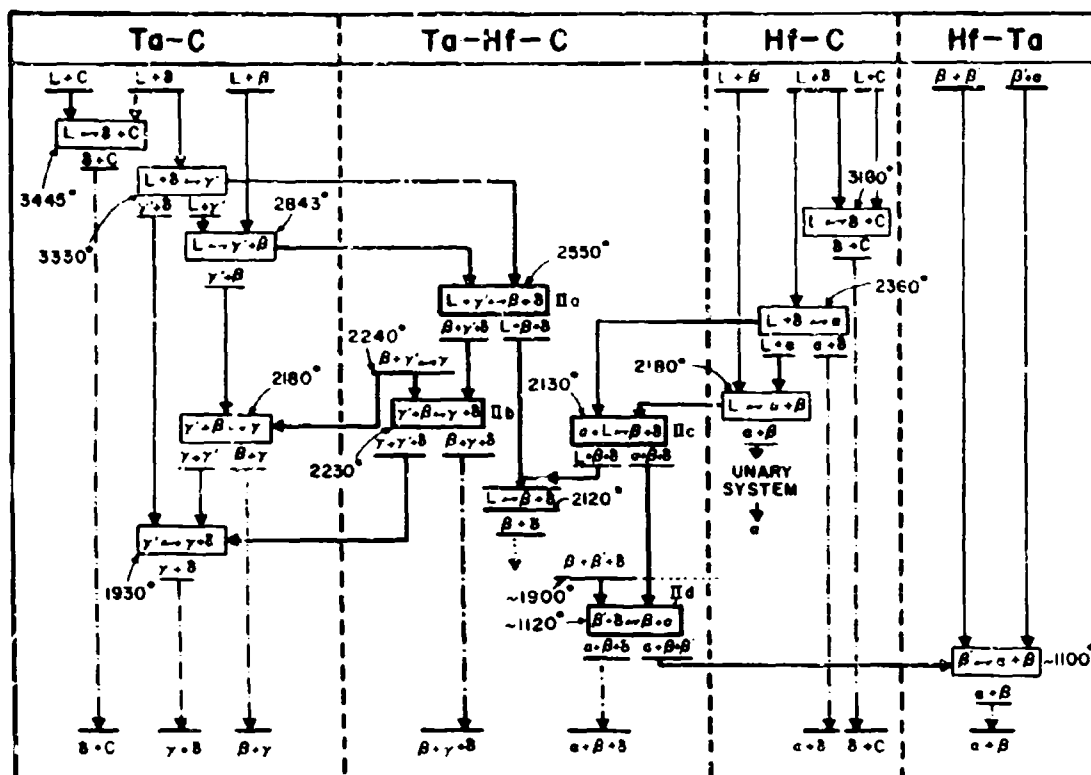 Ta-C
Ta-Hf-C
Hf-C
Hf-Ta
L+C
L+δ
L+β
L+β
L+δ
L+C
β+β'
β'+α
L↔δ+C
δ+C
3445°
L+δ↔γ'
γ'+δ
L+γ'
3330°
2843°
L↔γ'+β
γ'+β
3180°
L↔δ+C
δ+C
2550°
L+γ'↔β+δ
IIa
β+γ'+δ
L+β+δ
2360°
L+δ↔α
L+α
α+δ
2240°
β+γ'↔γ
2180°
γ'+β↔γ
γ+γ'
β+γ
γ'+β↔γ+δ
IIb
γ+γ'+δ
β+γ+δ
2230°
2130°
α+L↔β+δ
IIc
L+β+δ
α+β+δ
2180°
L↔α+β
α+β
UNARY
SYSTEM
α
L↔β+δ
2120°
β+δ
γ'↔γ+δ
1930°
γ+δ
β+β'+δ
~1900°
IId
~1120°
β'+δ↔β+α
α+β+δ
α+β+β'
β'↔α+β
~1100°
α+β
δ+C
γ+δ
β+γ
β+γ+δ
α+β+δ
α+δ
δ+C
α+β